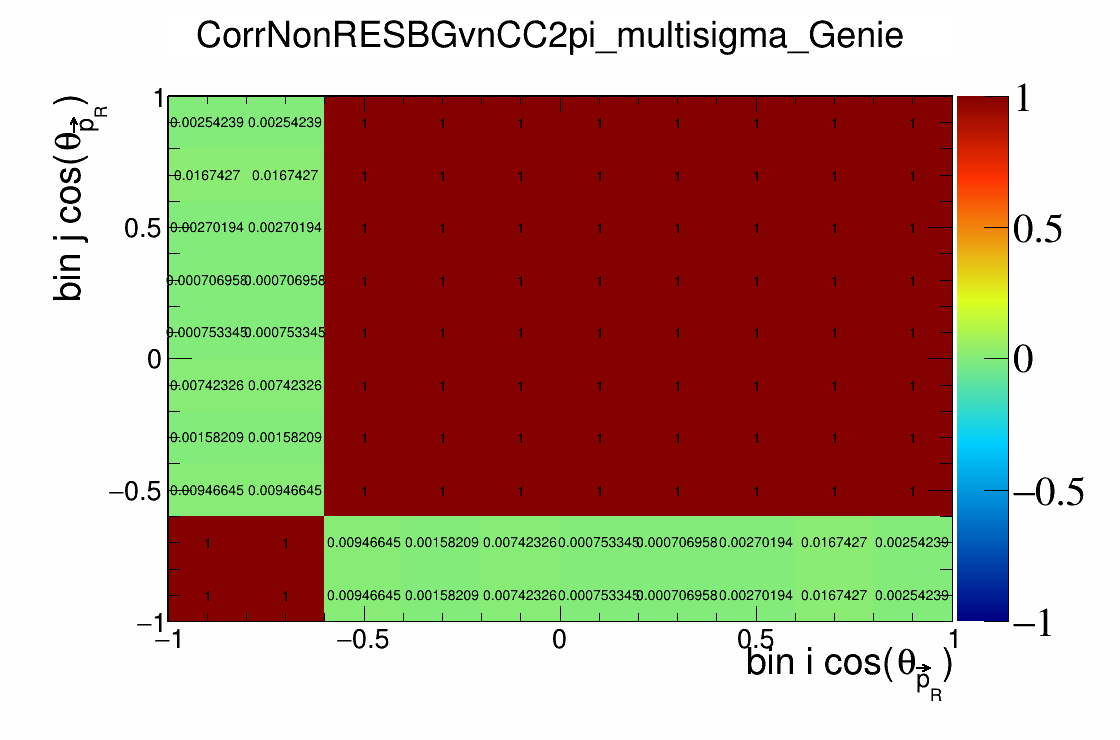 CorrNonRESBGvnCC2pi_multisigma_Genie
bin j cos(θ p⃗ R)
1 0.00254239 0.00254239 1 1 1 1 1 1 1 1 1
0.0167427 0.0167427 1 1 1 1 1 1 1 1
0.5 0.00270194 0.00270194 1 1 1 1 1 1 1 1 0.5
0.000706958 0.000706958 1 1 1 1 1 1 1 1
0.000753345 0.000753345 1 1 1 1 1 1 1 1
0 0
0.00742326 0.00742326 1 1 1 1 1 1 1 1
0.00158209 0.00158209 1 1 1 1 1 1 1 1
−0.5 0.00946645 0.00946645 1 1 1 1 1 1 1 1 −0.5
1 1 0.00946645 0.00158209 0.00742326 0.000753345 0.000706958 0.00270194 0.0167427 0.00254239
1 1 0.00946645 0.00158209 0.00742326 0.000753345 0.000706958 0.00270194 0.0167427 0.00254239
−1 −1
−1 −0.5 0 0.5 1
bin i cos(θ p⃗ R)